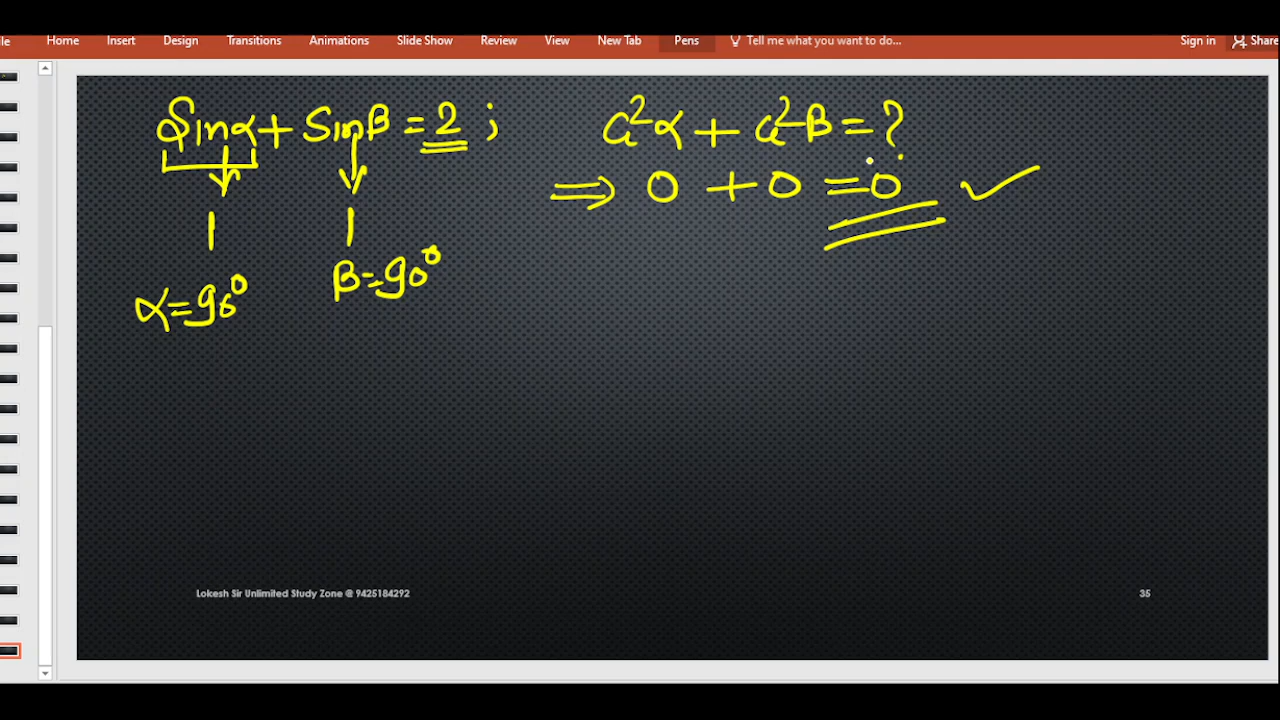 le Home Insert Design Transitions Animations Slide Show Review View New Tab Pens Tell me what you want to do... Sign in Share
Sinα + Sinβ = 2 ; c²α + c²β = ?
⇒ 0 + 0 = 0 ✓
1 1
α = 90° β = 90°
Lokesh Sir Unlimited Study Zone @ 9425184292 35